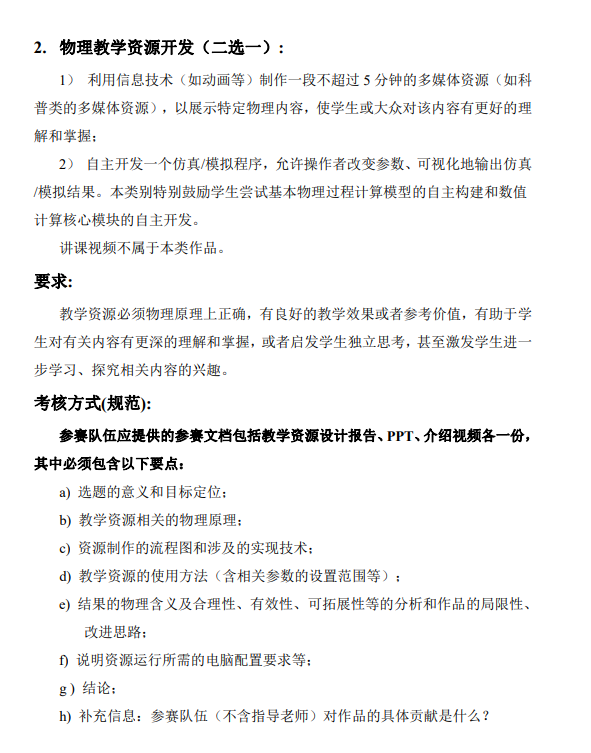 2. 物理教学资源开发（二选一）：
1） 利用信息技术（如动画等）制作一段不超过 5 分钟的多媒体资源（如科
普类的多媒体资源），以展示特定物理内容，使学生或大众对该内容有更好的理
解和掌握；
2） 自主开发一个仿真/模拟程序，允许操作者改变参数、可视化地输出仿真
/模拟结果。本类别特别鼓励学生尝试基本物理过程计算模型的自主构建和数值
计算核心模块的自主开发。
讲课视频不属于本类作品。
要求:
教学资源必须物理原理上正确，有良好的教学效果或者参考价值，有助于学
生对有关内容有更深的理解和掌握，或者启发学生独立思考，甚至激发学生进一
步学习、探究相关内容的兴趣。
考核方式(规范):
参赛队伍应提供的参赛文档包括教学资源设计报告、PPT、介绍视频各一份，
其中必须包含以下要点：
a) 选题的意义和目标定位；
b) 教学资源相关的物理原理；
c) 资源制作的流程图和涉及的实现技术；
d) 教学资源的使用方法（含相关参数的设置范围等）；
e) 结果的物理含义及合理性、有效性、可拓展性等的分析和作品的局限性、
改进思路；
f) 说明资源运行所需的电脑配置要求等；
g ) 结论；
h) 补充信息：参赛队伍（不含指导老师）对作品的具体贡献是什么？